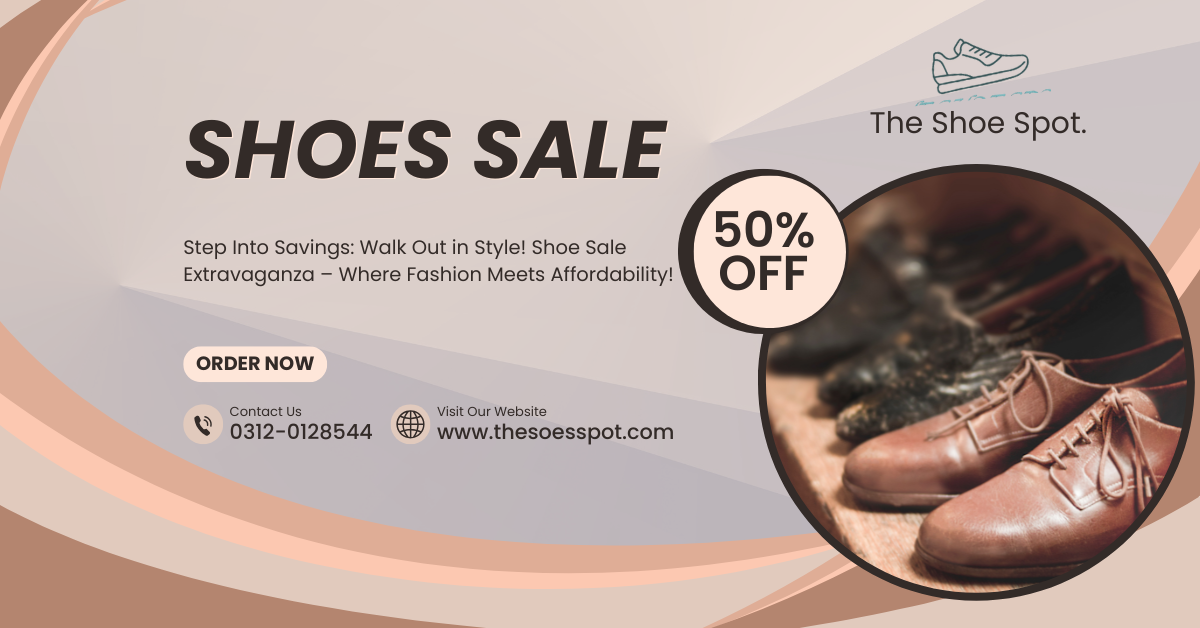 The Shoe Spot.
SHOES SALE
50%
OFF
Step Into Savings: Walk Out in Style! Shoe Sale
Extravaganza – Where Fashion Meets Affordability!
ORDER NOW
Contact Us
0312-0128544
Visit Our Website
www.thesoesspot.com